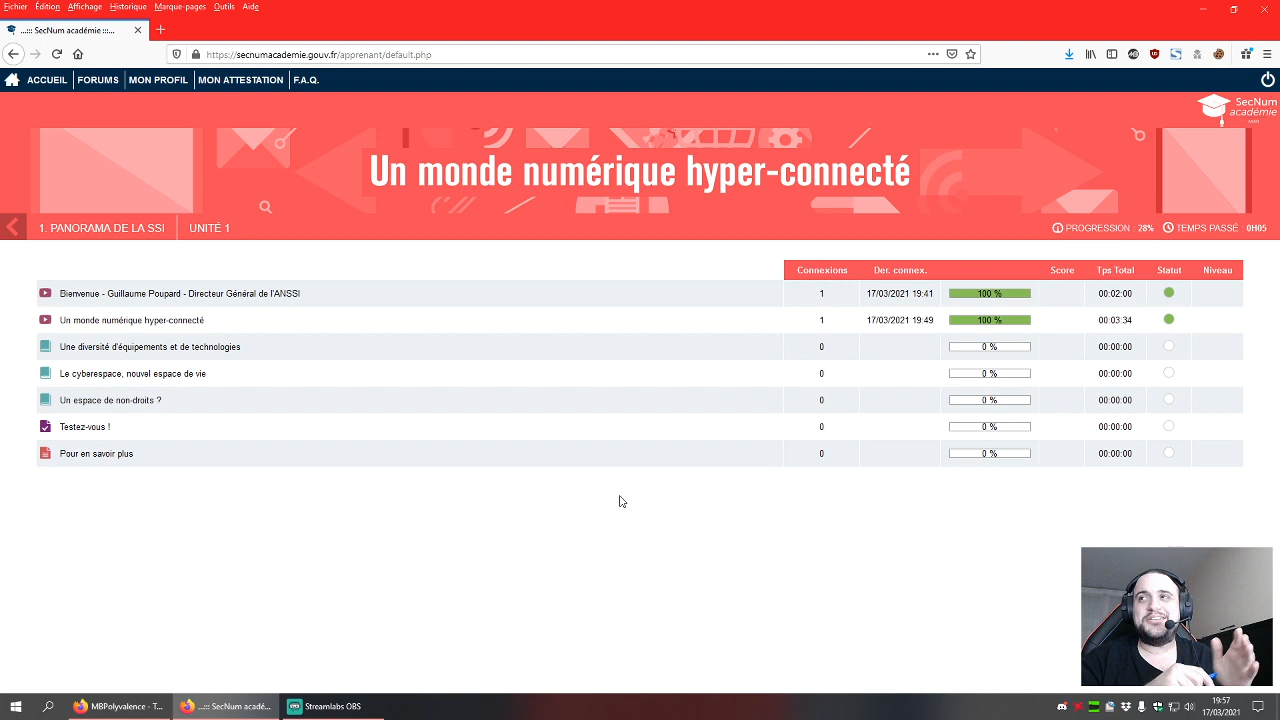 Fichier Édition Affichage Historique Marque-pages Outils Aide
...:: SecNum académie :::...
https://secnumacademie.gouv.fr/apprenant/default.php
ACCUEIL FORUMS MON PROFIL MON ATTESTATION F.A.Q.
SecNum
académie
Un monde numérique hyper-connecté
1. PANORAMA DE LA SSI UNITÉ 1 PROGRESSION : 28% TEMPS PASSÉ : 0H05
Connexions Der. connex. Score Tps Total Statut Niveau
Bienvenue - Guillaume Poupard - Directeur Général de l'ANSSI 1 17/03/2021 19:41 100 % 00:02:00
Un monde numérique hyper-connecté 1 17/03/2021 19:49 100 % 00:03:34
Une diversité d'équipements et de technologies 0 0 % 00:00:00
Le cyberespace, nouvel espace de vie 0 0 % 00:00:00
Un espace de non-droits ? 0 0 % 00:00:00
Testez-vous ! 0 0 % 00:00:00
Pour en savoir plus 0 0 % 00:00:00
MBPolyvalence - T... ...:: SecNum acadé... Streamlabs OBS
19:57
17/03/2021